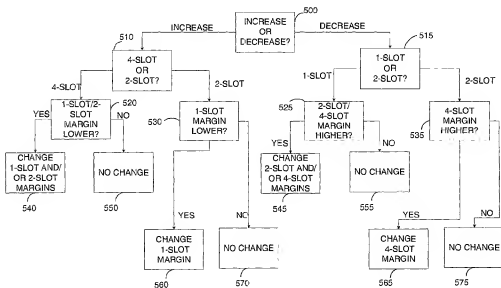 500
INCREASE
OR
DECREASE?
INCREASE
DECREASE
510
4-SLOT
OR
2-SLOT?
515
1-SLOT
OR
2-SLOT?
4-SLOT
2-SLOT
1-SLOT
2-SLOT
520
1-SLOT/2-
SLOT
MARGIN
LOWER?
530
1-SLOT
MARGIN
LOWER?
525
2-SLOT/
4-SLOT
MARGIN
HIGHER?
535
4-SLOT
MARGIN
HIGHER?
YES
NO
YES
NO
CHANGE
1-SLOT AND/
OR 2-SLOT
MARGINS
540
NO CHANGE
550
CHANGE
2-SLOT AND/
OR 4-SLOT
MARGINS
545
NO CHANGE
555
YES
NO
YES
NO
CHANGE
1-SLOT
MARGIN
560
NO CHANGE
570
CHANGE
4-SLOT
MARGIN
565
NO CHANGE
575